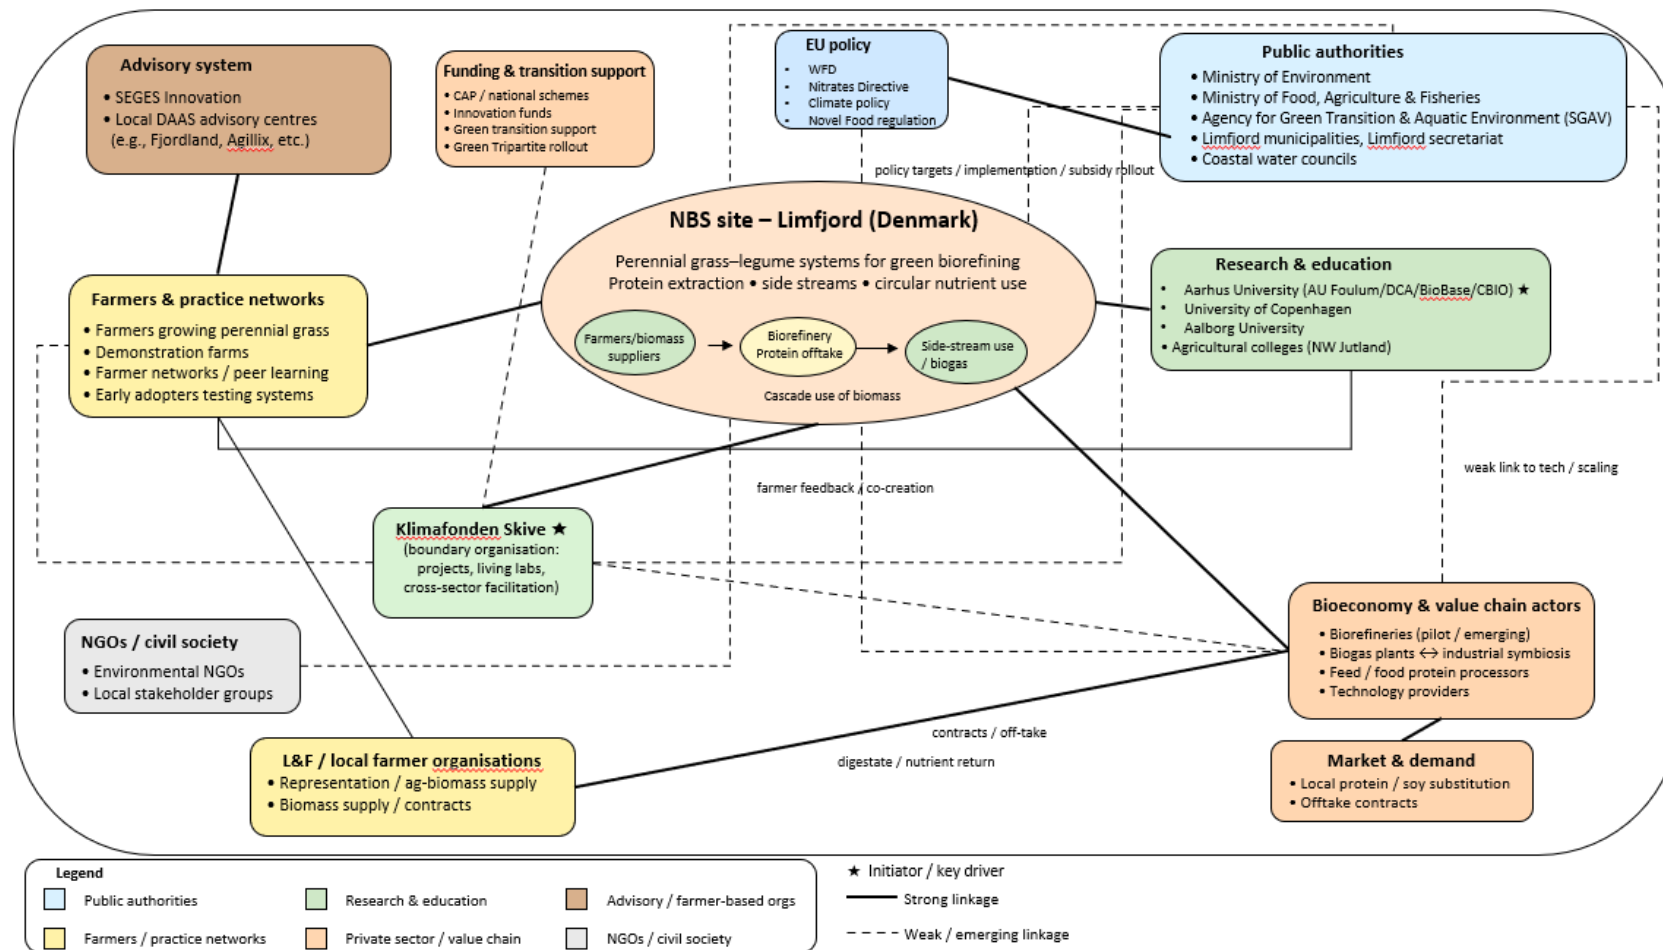 Advisory system
• SEGES Innovation
• Local DAAS advisory centres
(e.g., Fjordland, Agillix, etc.)
Funding & transition support
• CAP / national schemes
• Innovation funds
• Green transition support
• Green Tripartite rollout
EU policy
• WFD
• Nitrates Directive
• Climate policy
• Novel Food regulation
Public authorities
• Ministry of Environment
• Ministry of Food, Agriculture & Fisheries
• Agency for Green Transition & Aquatic Environment (SGAV)
• Limfjord municipalities, Limfjord secretariat
• Coastal water councils
policy targets / implementation / subsidy rollout
NBS site – Limfjord (Denmark)
Perennial grass–legume systems for green biorefining
Protein extraction • side streams • circular nutrient use
Farmers/biomass
suppliers
Biorefinery
Protein offtake
Side-stream use
/ biogas
Cascade use of biomass
Farmers & practice networks
• Farmers growing perennial grass
• Demonstration farms
• Farmer networks / peer learning
• Early adopters testing systems
Research & education
• Aarhus University (AU Foulum/DCA/BioBase/CBIO) ★
• University of Copenhagen
• Aalborg University
• Agricultural colleges (NW Jutland)
weak link to tech / scaling
farmer feedback / co-creation
Klimafonden Skive ★
(boundary organisation:
projects, living labs,
cross-sector facilitation)
NGOs / civil society
• Environmental NGOs
• Local stakeholder groups
Bioeconomy & value chain actors
• Biorefineries (pilot / emerging)
• Biogas plants ↔ industrial symbiosis
• Feed / food protein processors
• Technology providers
contracts / off-take
digestate / nutrient return
L&F / local farmer organisations
• Representation / ag-biomass supply
• Biomass supply / contracts
Market & demand
• Local protein / soy substitution
• Offtake contracts
Legend
Public authorities
Research & education
Advisory / farmer-based orgs
Farmers / practice networks
Private sector / value chain
NGOs / civil society
★ Initiator / key driver
Strong linkage
Weak / emerging linkage